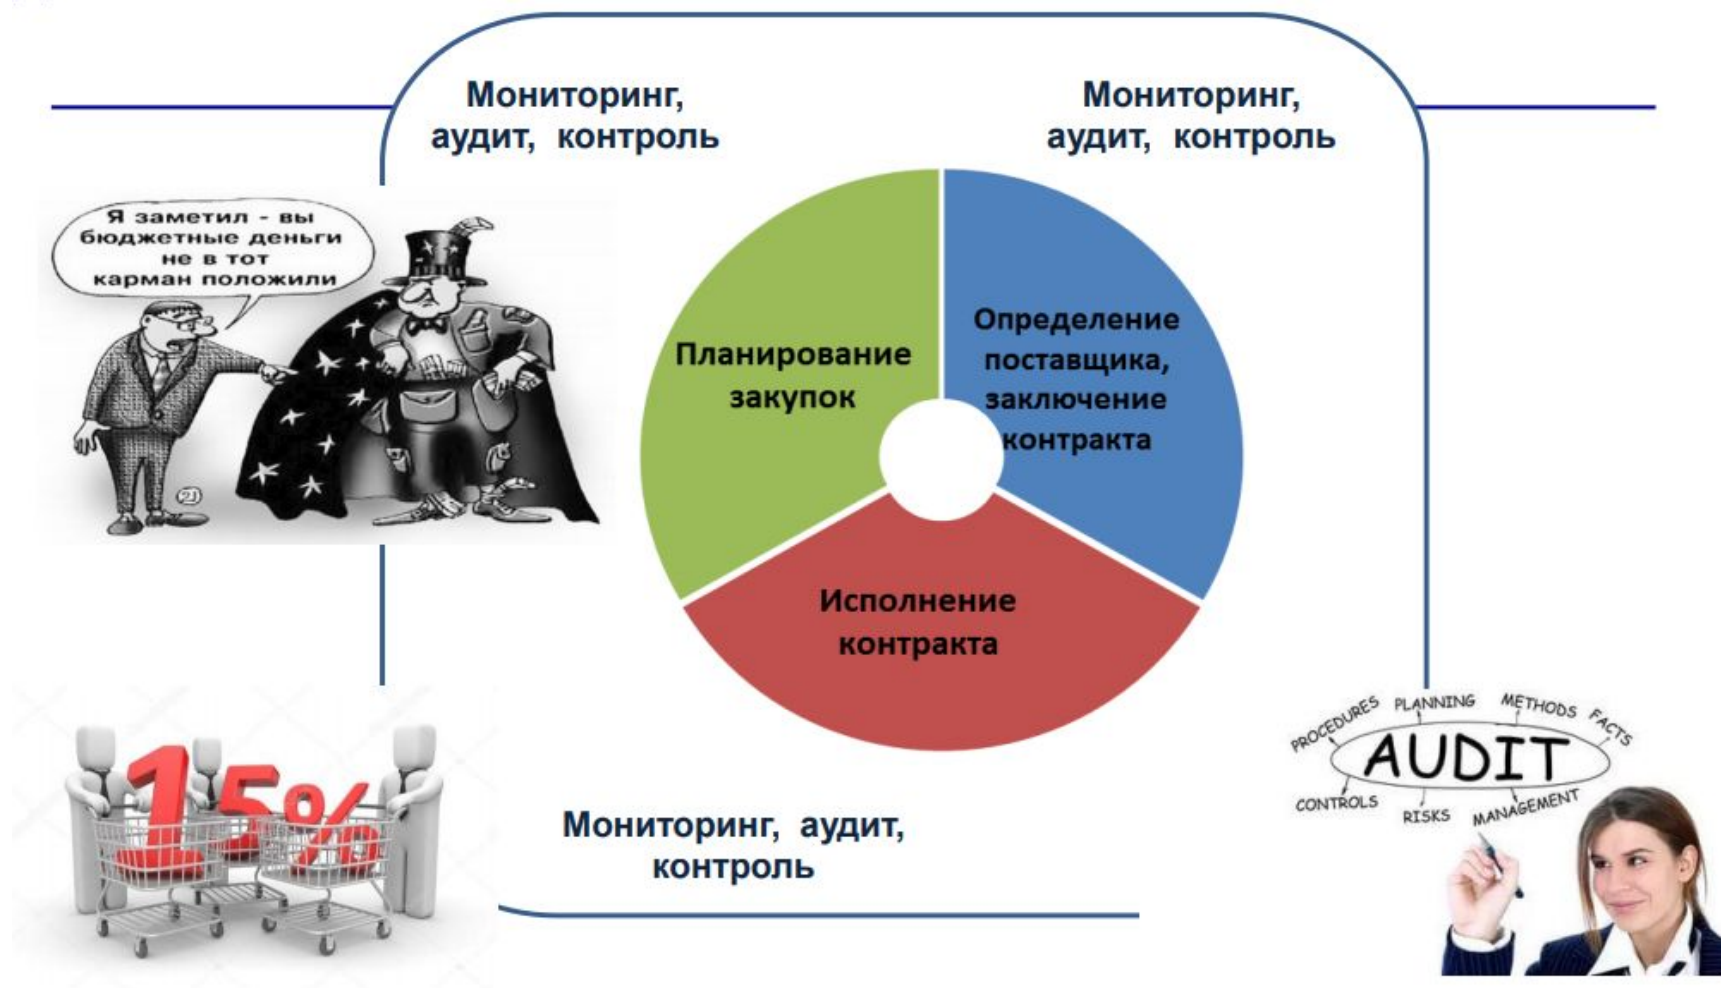 Мониторинг,
аудит, контроль
Мониторинг,
аудит, контроль
Я заметил - вы
бюджетные деньги
не в тот
карман положили
Планирование
закупок
Определение
поставщика,
заключение
контракта
Исполнение
контракта
15%
Мониторинг, аудит,
контроль
PROCEDURES PLANNING METHODS FACTS
AUDIT
CONTROLS RISKS MANAGEMENT